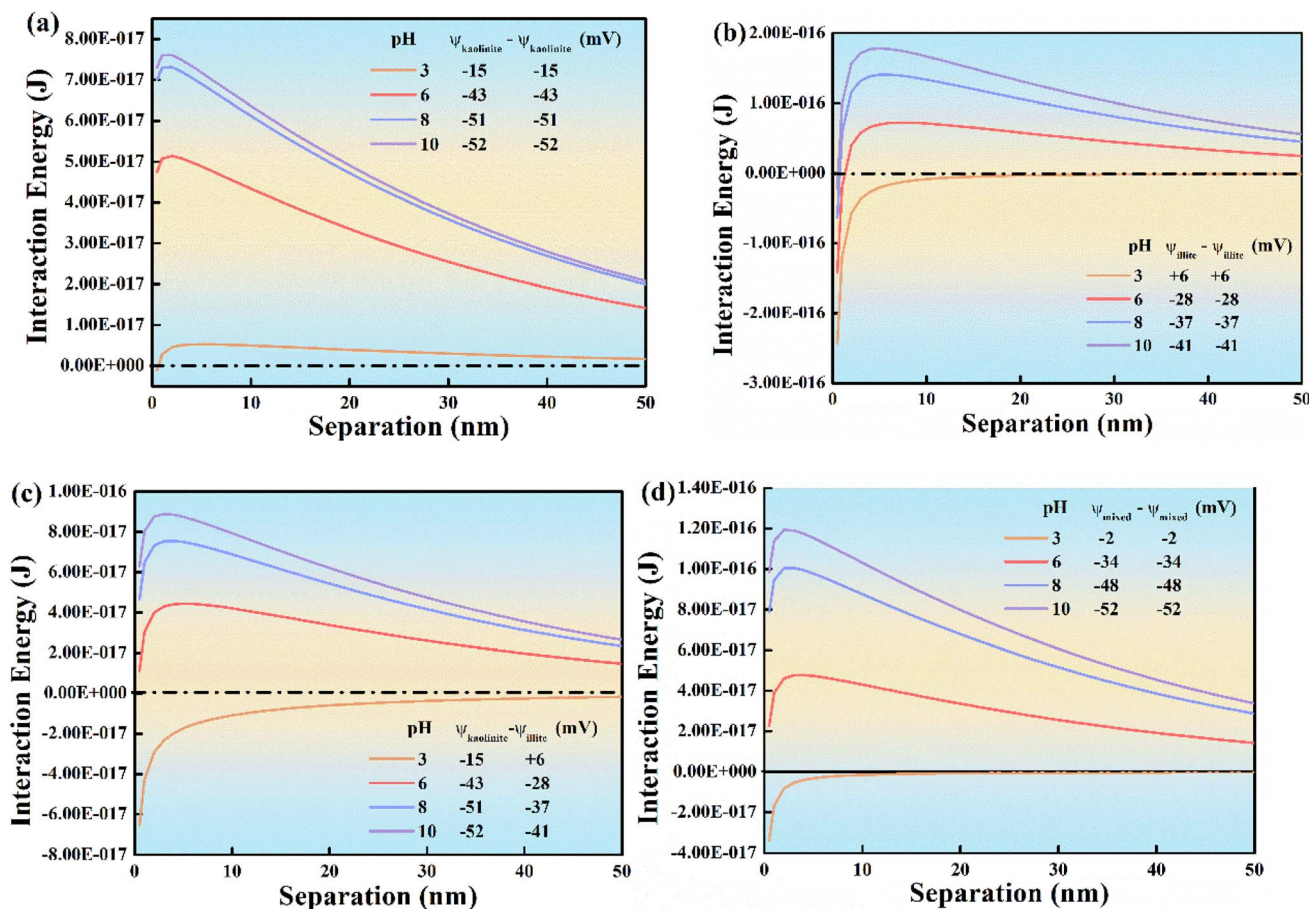 (a)
pH ψkaolinite - ψkaolinite (mV)
3 -15 -15
6 -43 -43
8 -51 -51
10 -52 -52
8.00E-017
7.00E-017
6.00E-017
5.00E-017
4.00E-017
3.00E-017
2.00E-017
1.00E-017
0.00E+000
Interaction Energy (J)
0 10 20 30 40 50
Separation (nm)
(b)
2.00E-016
1.00E-016
0.00E+000
-1.00E-016
-2.00E-016
-3.00E-016
Interaction Energy (J)
pH ψillite - ψillite (mV)
3 +6 +6
6 -28 -28
8 -37 -37
10 -41 -41
0 10 20 30 40 50
Separation (nm)
(c)
1.00E-016
8.00E-017
6.00E-017
4.00E-017
2.00E-017
0.00E+000
-2.00E-017
-4.00E-017
-6.00E-017
-8.00E-017
Interaction Energy (J)
pH ψkaolinite-ψillite (mV)
3 -15 +6
6 -43 -28
8 -51 -37
10 -52 -41
0 10 20 30 40 50
Separation (nm)
(d)
1.40E-016
1.20E-016
1.00E-016
8.00E-017
6.00E-017
4.00E-017
2.00E-017
0.00E+000
-2.00E-017
-4.00E-017
Interaction Energy (J)
pH ψmixed - ψmixed (mV)
3 -2 -2
6 -34 -34
8 -48 -48
10 -52 -52
0 10 20 30 40 50
Separation (nm)